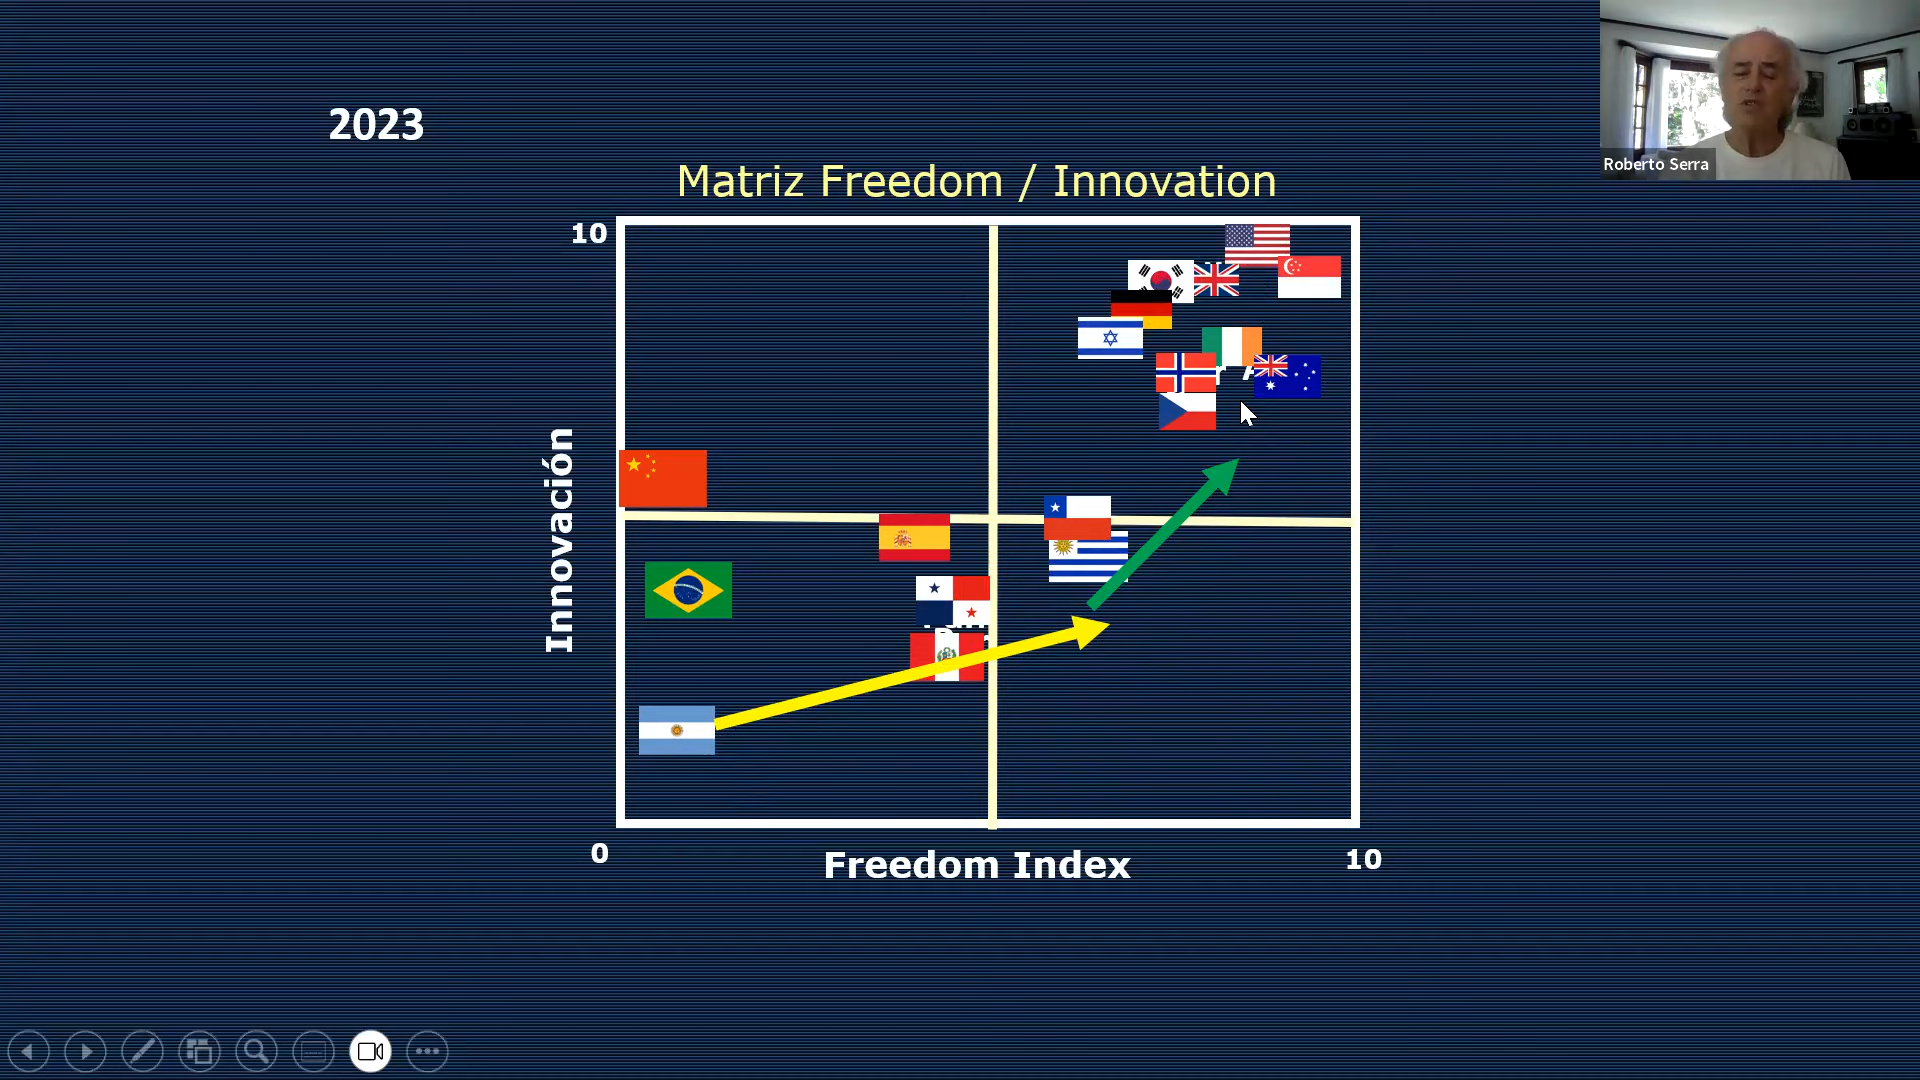 2023
Roberto Serra
Matriz Freedom / Innovation
10
Innovación
0
Freedom Index
10